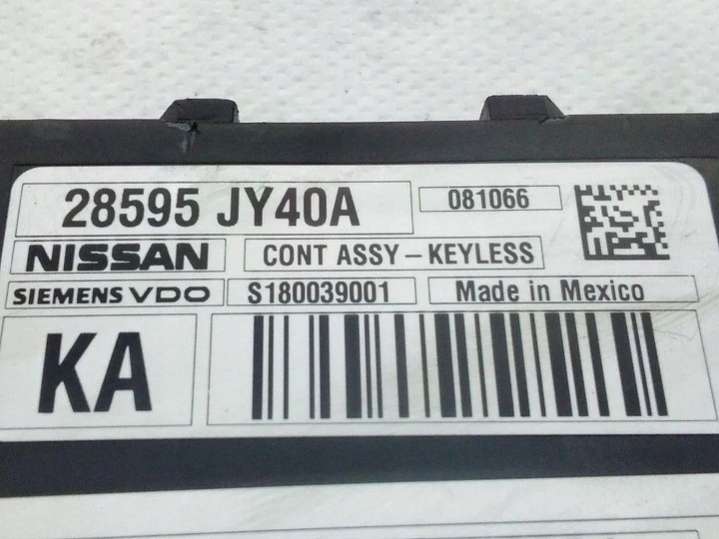 28595 JY40A 081066
NISSAN CONT ASSY – KEYLESS
SIEMENS VDO S180039001 Made in Mexico
KA